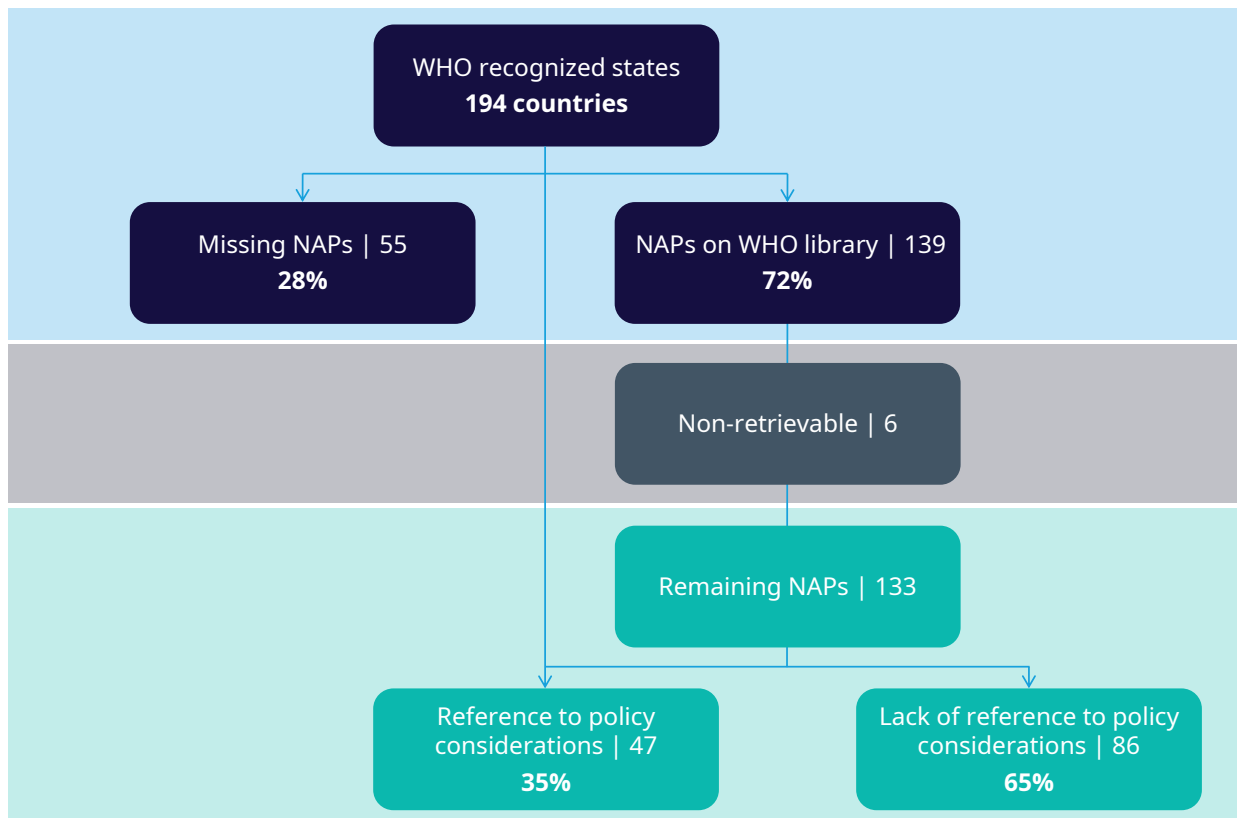 WHO recognized states
194 countries
Missing NAPs | 55
28%
NAPs on WHO library | 139
72%
Non-retrievable | 6
Remaining NAPs | 133
Reference to policy
considerations | 47
35%
Lack of reference to policy
considerations | 86
65%